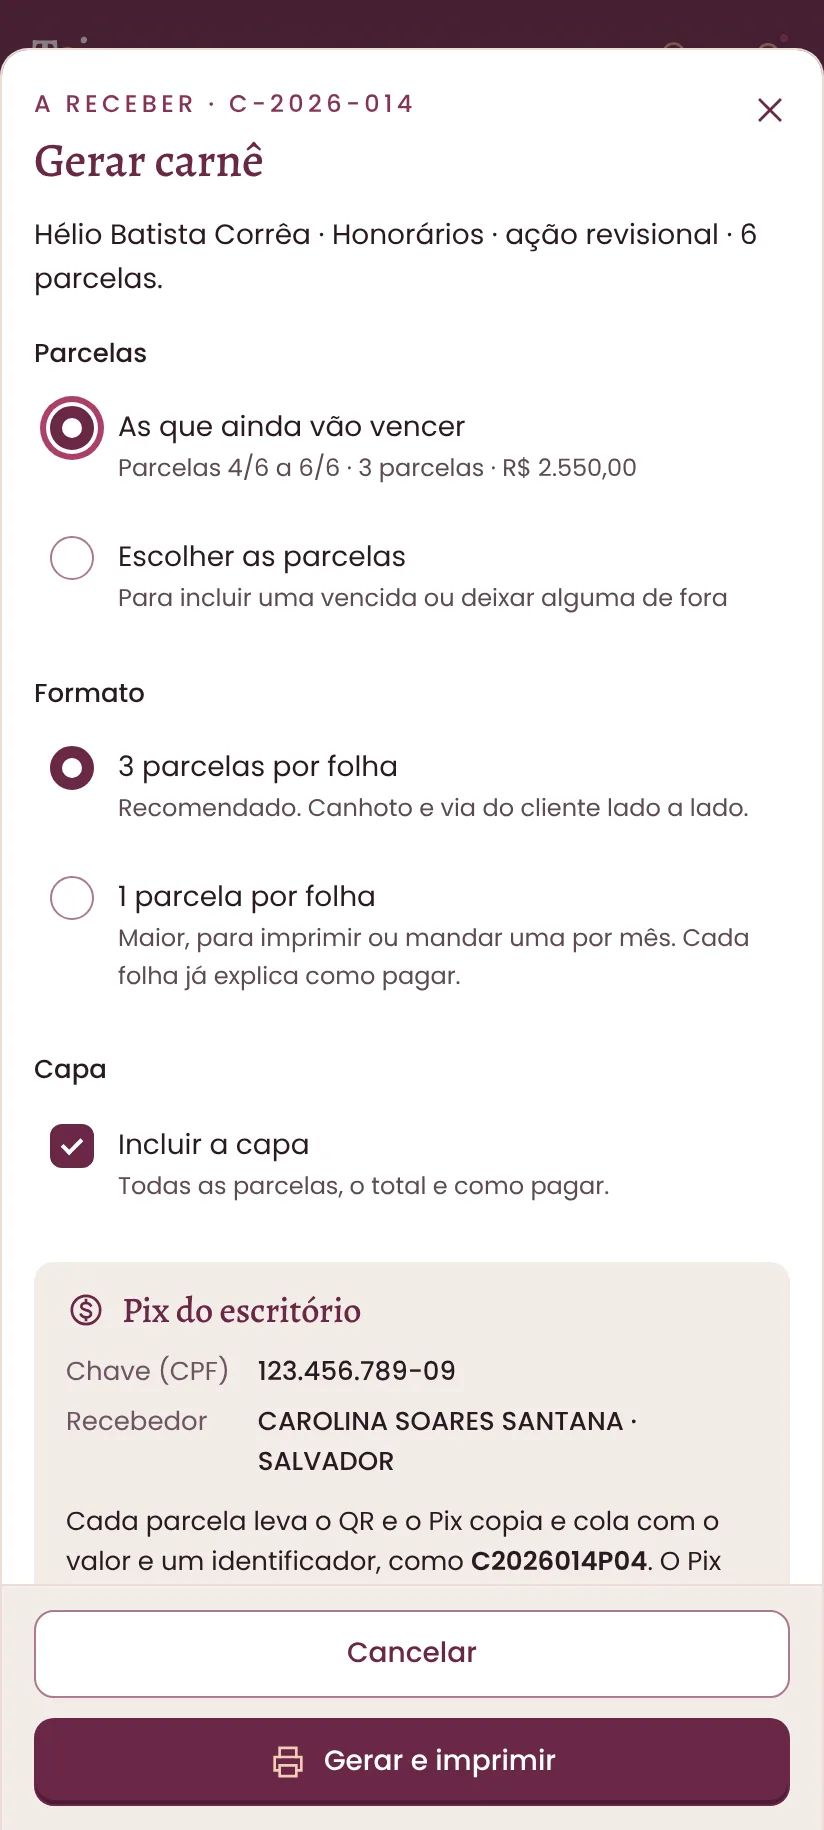 A RECEBER · C-2026-014
Gerar carnê
Hélio Batista Corrêa · Honorários · ação revisional · 6
parcelas.
Parcelas
As que ainda vão vencer
Parcelas 4/6 a 6/6 · 3 parcelas · R$ 2.550,00
Escolher as parcelas
Para incluir uma vencida ou deixar alguma de fora
Formato
3 parcelas por folha
Recomendado. Canhoto e via do cliente lado a lado.
1 parcela por folha
Maior, para imprimir ou mandar uma por mês. Cada
folha já explica como pagar.
Capa
Incluir a capa
Todas as parcelas, o total e como pagar.
Pix do escritório
Chave (CPF) 123.456.789-09
Recebedor CAROLINA SOARES SANTANA ·
SALVADOR
Cada parcela leva o QR e o Pix copia e cola com o
valor e um identificador, como C2026014P04. O Pix
Cancelar
Gerar e imprimir